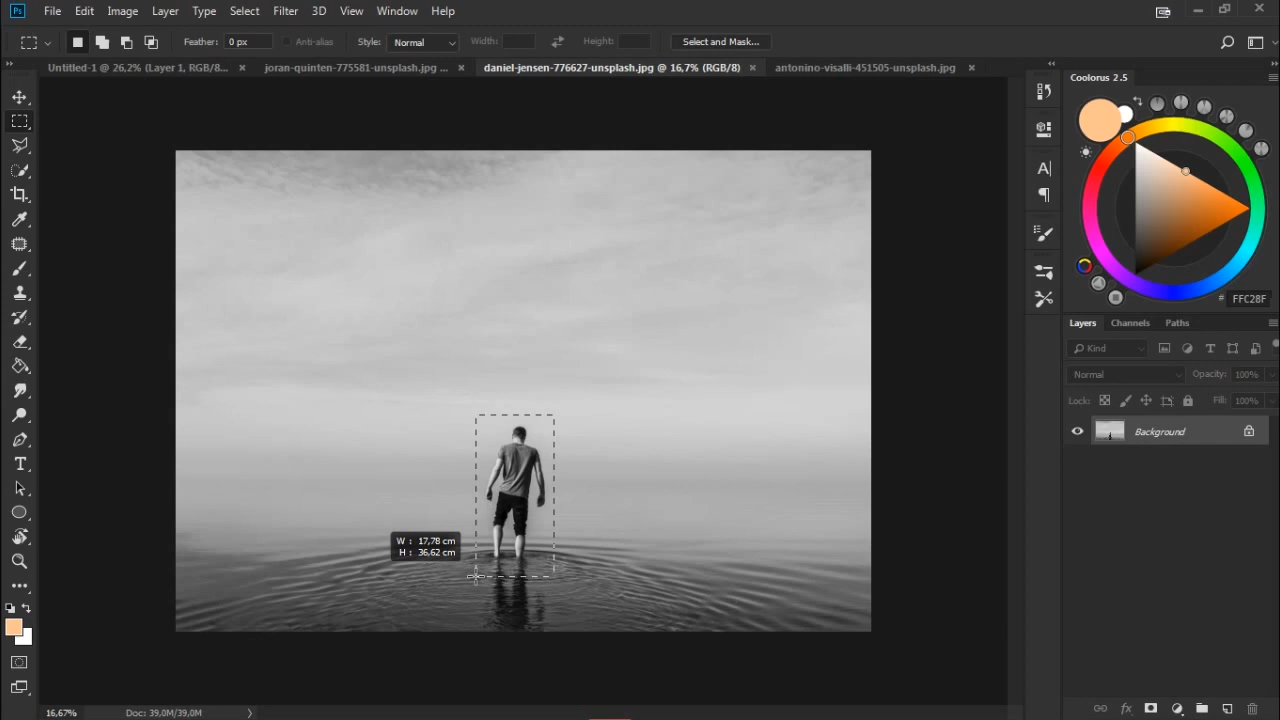 Ps File Edit Image Layer Type Select Filter 3D View Window Help
Feather: 0 px Anti-alias Style: Normal Width: Height: Select and Mask...
Untitled-1 @ 26,2% (Layer 1, RGB/8... joran-quinten-775581-unsplash.jpg ... daniel-jensen-776627-unsplash.jpg @ 16,7% (RGB/8) antonino-visalli-451505-unsplash.jpg
Coolorus 2.5
# FFC28F
Layers Channels Paths
Kind
Normal Opacity: 100%
Lock: Fill: 100%
Background
W : 17,78 cm
H : 36,62 cm
16,67% Doc: 39,0M/39,0M